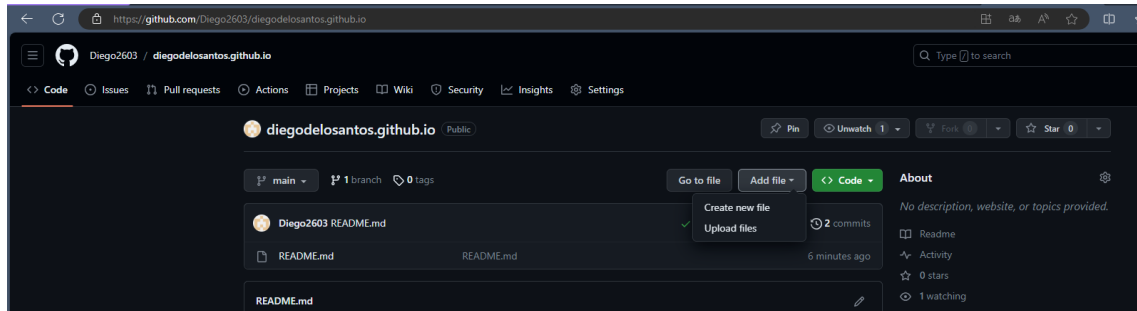 https://github.com/Diego2603/diegodelosantos.github.io
Diego2603 / diegodelosantos.github.io
Type / to search
<> Code Issues Pull requests Actions Projects Wiki Security Insights Settings
diegodelosantos.github.io Public
Pin Unwatch 1 Fork 0 Star 0
main 1 branch 0 tags
Go to file Add file <> Code
About
Create new file
Upload files
No description, website, or topics provided.
Diego2603 README.md
2 commits
Readme
README.md README.md 6 minutes ago
Activity
0 stars
README.md
1 watching